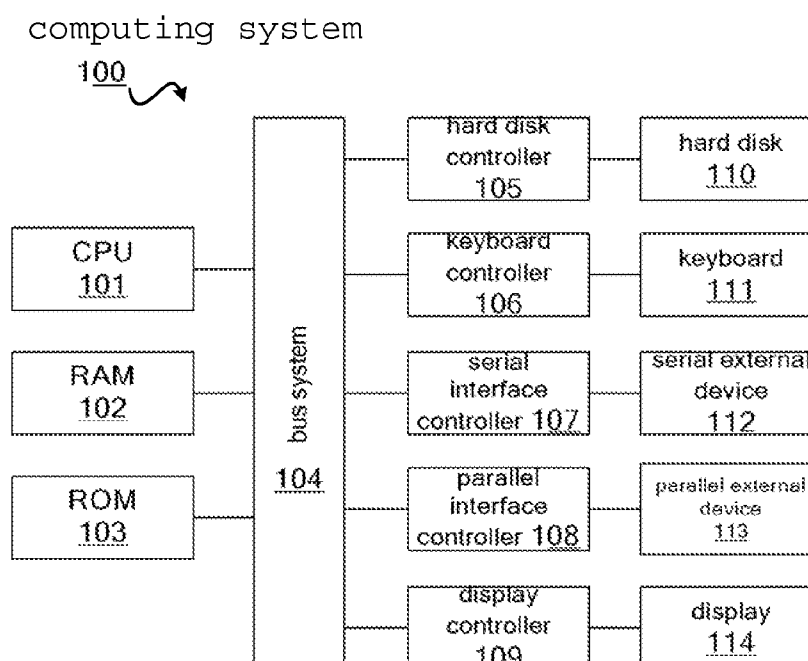 computing system
100
CPU
101
RAM
102
ROM
103
bus system
104
hard disk
controller
105
keyboard
controller
106
serial
interface
controller 107
parallel
interface
controller 108
display
controller
109
hard disk
110
keyboard
111
serial external
device
112
parallel external
device
113
display
114